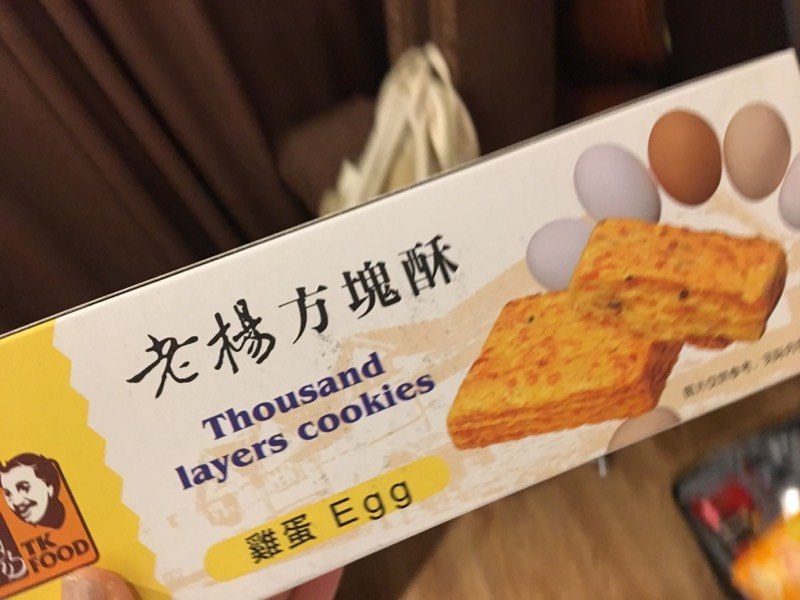 老楊方塊酥
Thousand
layers cookies
雞蛋 Egg
TK
FOOD